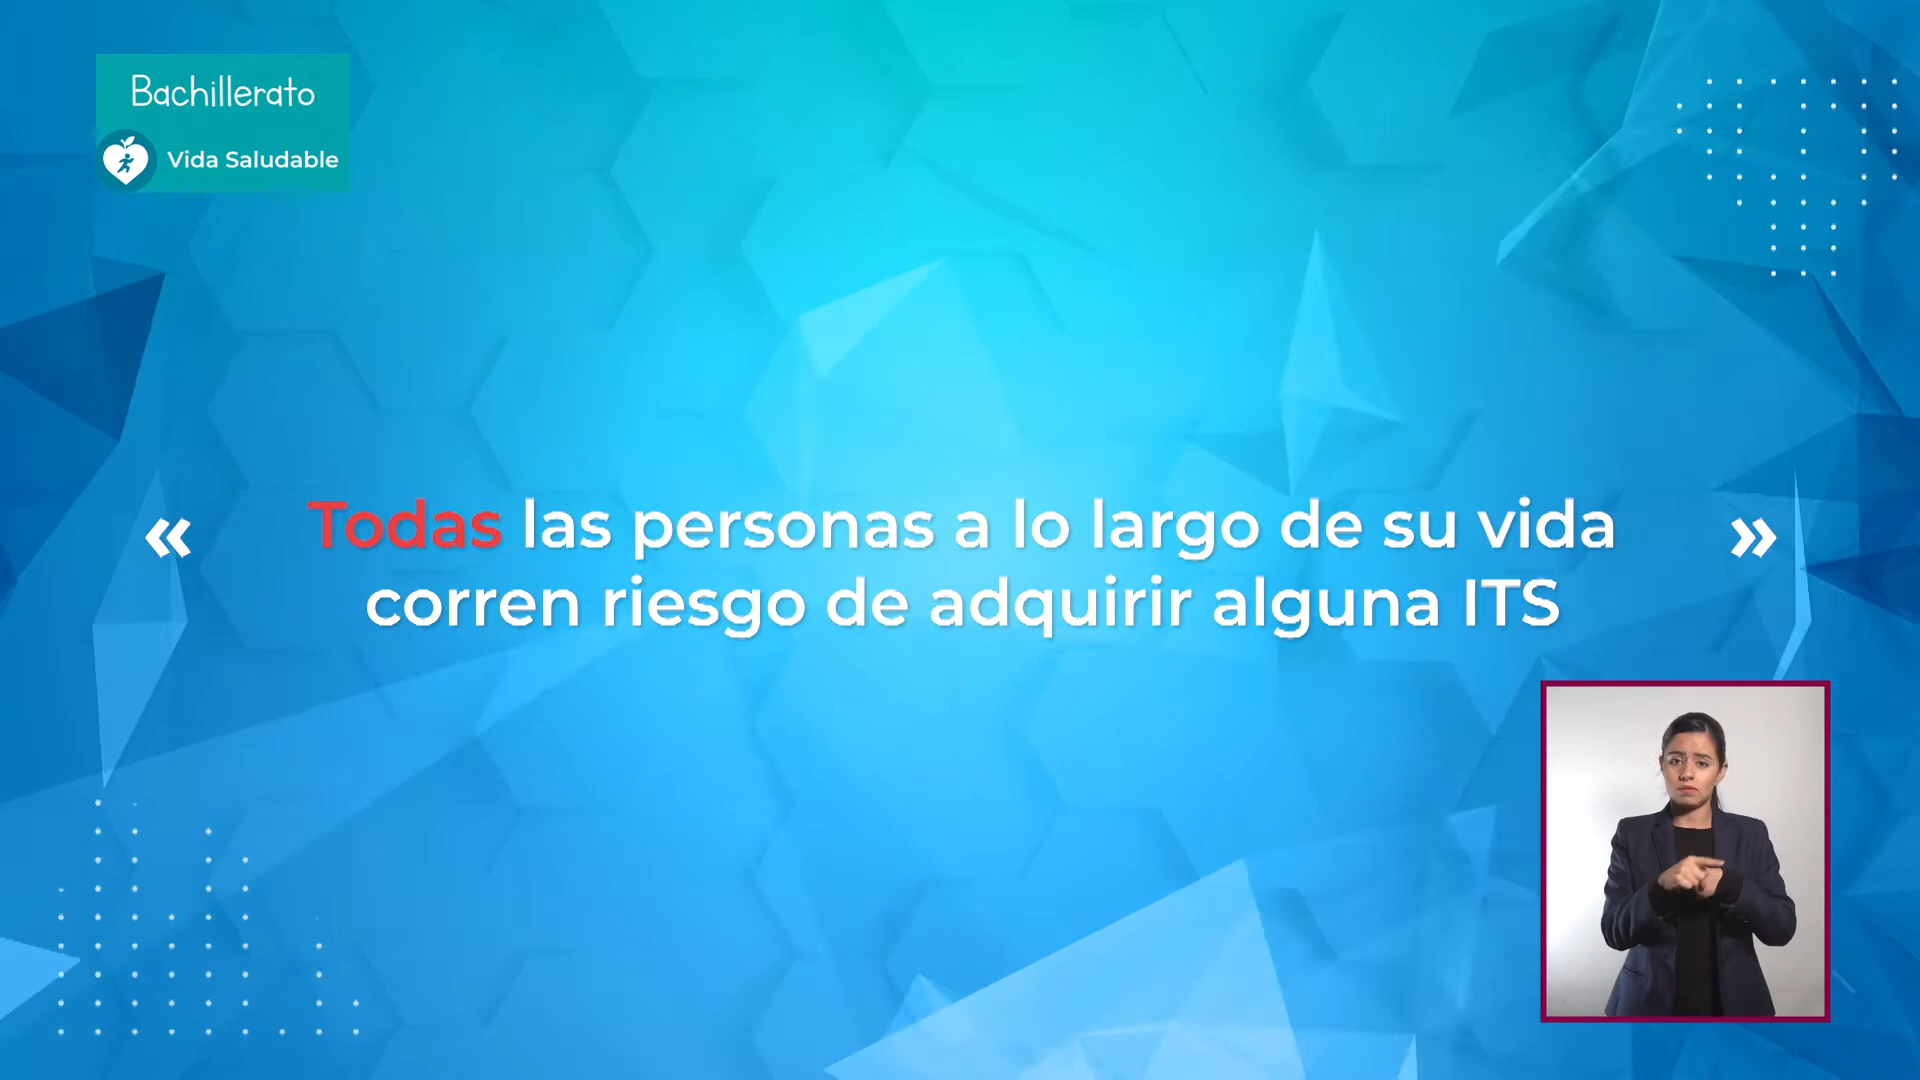 Bachillerato
Vida Saludable
« Todas las personas a lo largo de su vida »
corren riesgo de adquirir alguna ITS